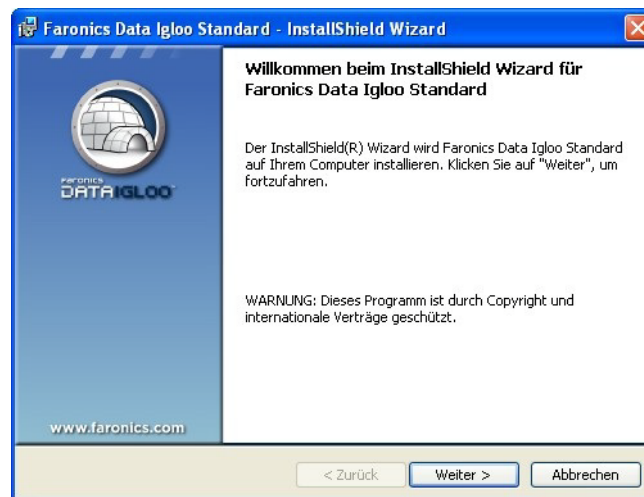 Faronics Data Igloo Standard - InstallShield Wizard
Willkommen beim InstallShield Wizard für
Faronics Data Igloo Standard
Der InstallShield(R) Wizard wird Faronics Data Igloo Standard
auf Ihrem Computer installieren. Klicken Sie auf "Weiter", um
fortzufahren.
FARONICS
DATA IGLOO
WARNUNG: Dieses Programm ist durch Copyright und
internationale Verträge geschützt.
www.faronics.com
< Zurück
Weiter >
Abbrechen